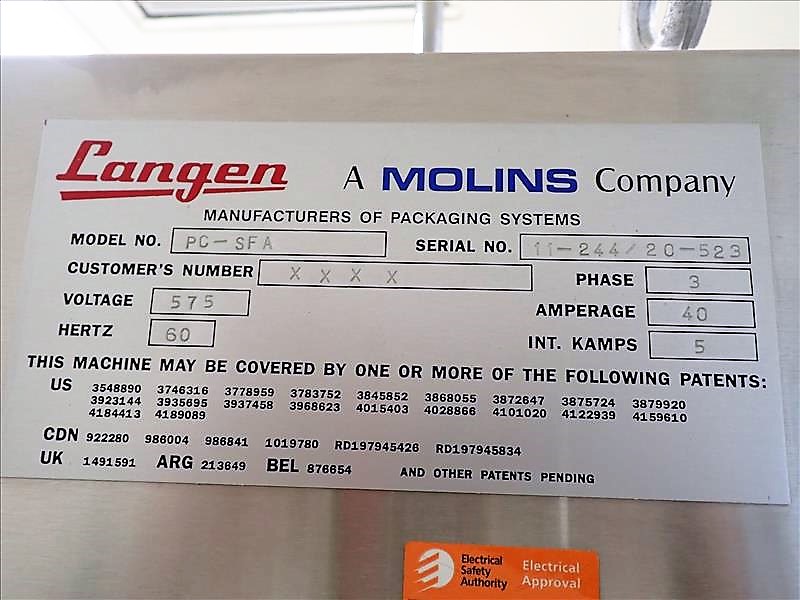 Langen A MOLINS Company
MANUFACTURERS OF PACKAGING SYSTEMS
MODEL NO. PC-SFA SERIAL NO. 11-244/20-523
CUSTOMER'S NUMBER X X X X PHASE 3
VOLTAGE 575 AMPERAGE 40
HERTZ 60 INT. KAMPS 5
THIS MACHINE MAY BE COVERED BY ONE OR MORE OF THE FOLLOWING PATENTS:
US 3548890 3746316 3778959 3783752 3845852 3868055 3872647 3875724 3879920
3923144 3935695 3937458 3968623 4015403 4028866 4101020 4122939 4159610
4184413 4189089
CDN 922280 986004 986841 1019780 RD197945426 RD197945834
UK 1491591 ARG 213649 BEL 876654 AND OTHER PATENTS PENDING
Electrical Safety Authority
Electrical Approval